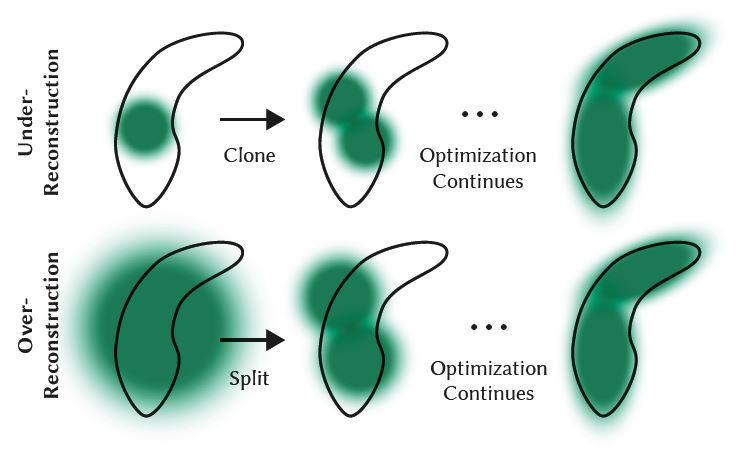 Under-
Reconstruction
Clone
• • •
Optimization
Continues
Over-
Reconstruction
Split
• • •
Optimization
Continues